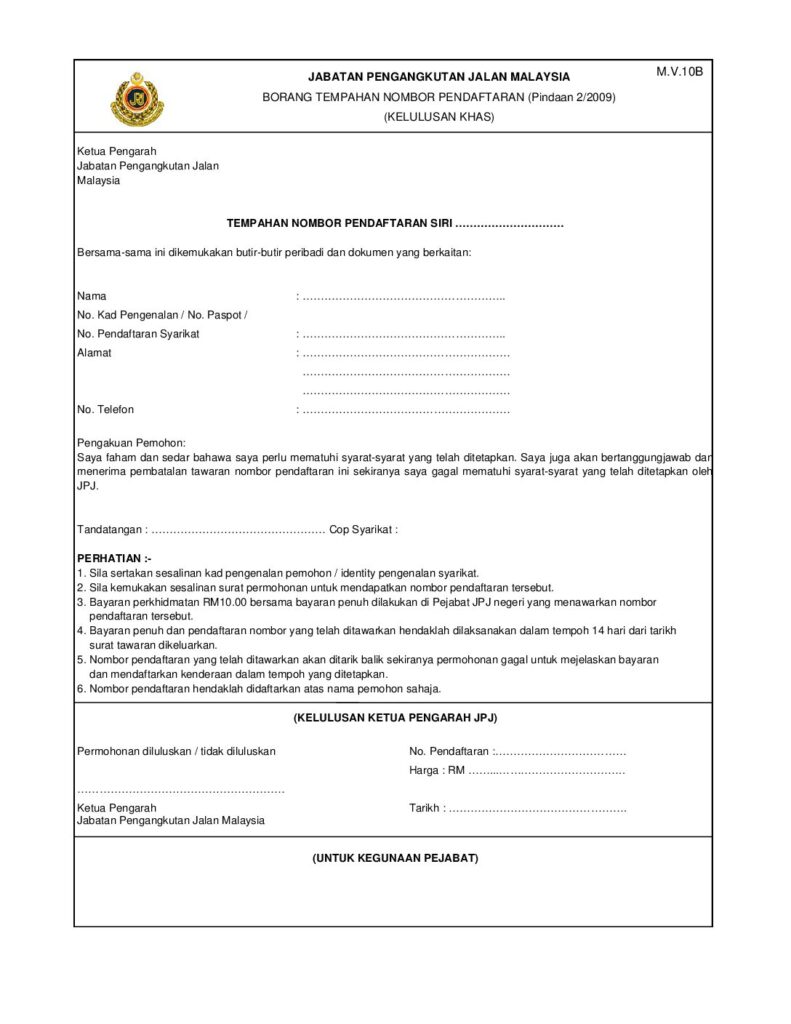 JPJ
JABATAN PENGANGKUTAN JALAN MALAYSIA
M.V.10B
BORANG TEMPAHAN NOMBOR PENDAFTARAN (Pindaan 2/2009)
(KELULUSAN KHAS)
Ketua Pengarah
Jabatan Pengangkutan Jalan
Malaysia
TEMPAHAN NOMBOR PENDAFTARAN SIRI …………………………
Bersama-sama ini dikemukakan butir-butir peribadi dan dokumen yang berkaitan:
Nama : ………………………………………………..
No. Kad Pengenalan / No. Paspot /
No. Pendaftaran Syarikat : ………………………………………………..
Alamat : …………………………………………………
…………………………………………………
…………………………………………………
No. Telefon : …………………………………………………
Pengakuan Pemohon:
Saya faham dan sedar bahawa saya perlu mematuhi syarat-syarat yang telah ditetapkan. Saya juga akan bertanggungjawab dan
menerima pembatalan tawaran nombor pendaftaran ini sekiranya saya gagal mematuhi syarat-syarat yang telah ditetapkan oleh
JPJ.
Tandatangan : ………………………………………… Cop Syarikat :
PERHATIAN :-
1. Sila sertakan sesalinan kad pengenalan pemohon / identity pengenalan syarikat.
2. Sila kemukakan sesalinan surat permohonan untuk mendapatkan nombor pendaftaran tersebut.
3. Bayaran perkhidmatan RM10.00 bersama bayaran penuh dilakukan di Pejabat JPJ negeri yang menawarkan nombor
pendaftaran tersebut.
4. Bayaran penuh dan pendaftaran nombor yang telah ditawarkan hendaklah dilaksanakan dalam tempoh 14 hari dari tarikh
surat tawaran dikeluarkan.
5. Nombor pendaftaran yang telah ditawarkan akan ditarik balik sekiranya permohonan gagal untuk mejelaskan bayaran
dan mendaftarkan kenderaan dalam tempoh yang ditetapkan.
6. Nombor pendaftaran hendaklah didaftarkan atas nama pemohon sahaja.
(KELULUSAN KETUA PENGARAH JPJ)
Permohonan diluluskan / tidak diluluskan No. Pendaftaran :………………………………
Harga : RM ……...…….………………………
…………………………………………………
Ketua Pengarah Tarikh : ………………………………………….
Jabatan Pengangkutan Jalan Malaysia
(UNTUK KEGUNAAN PEJABAT)